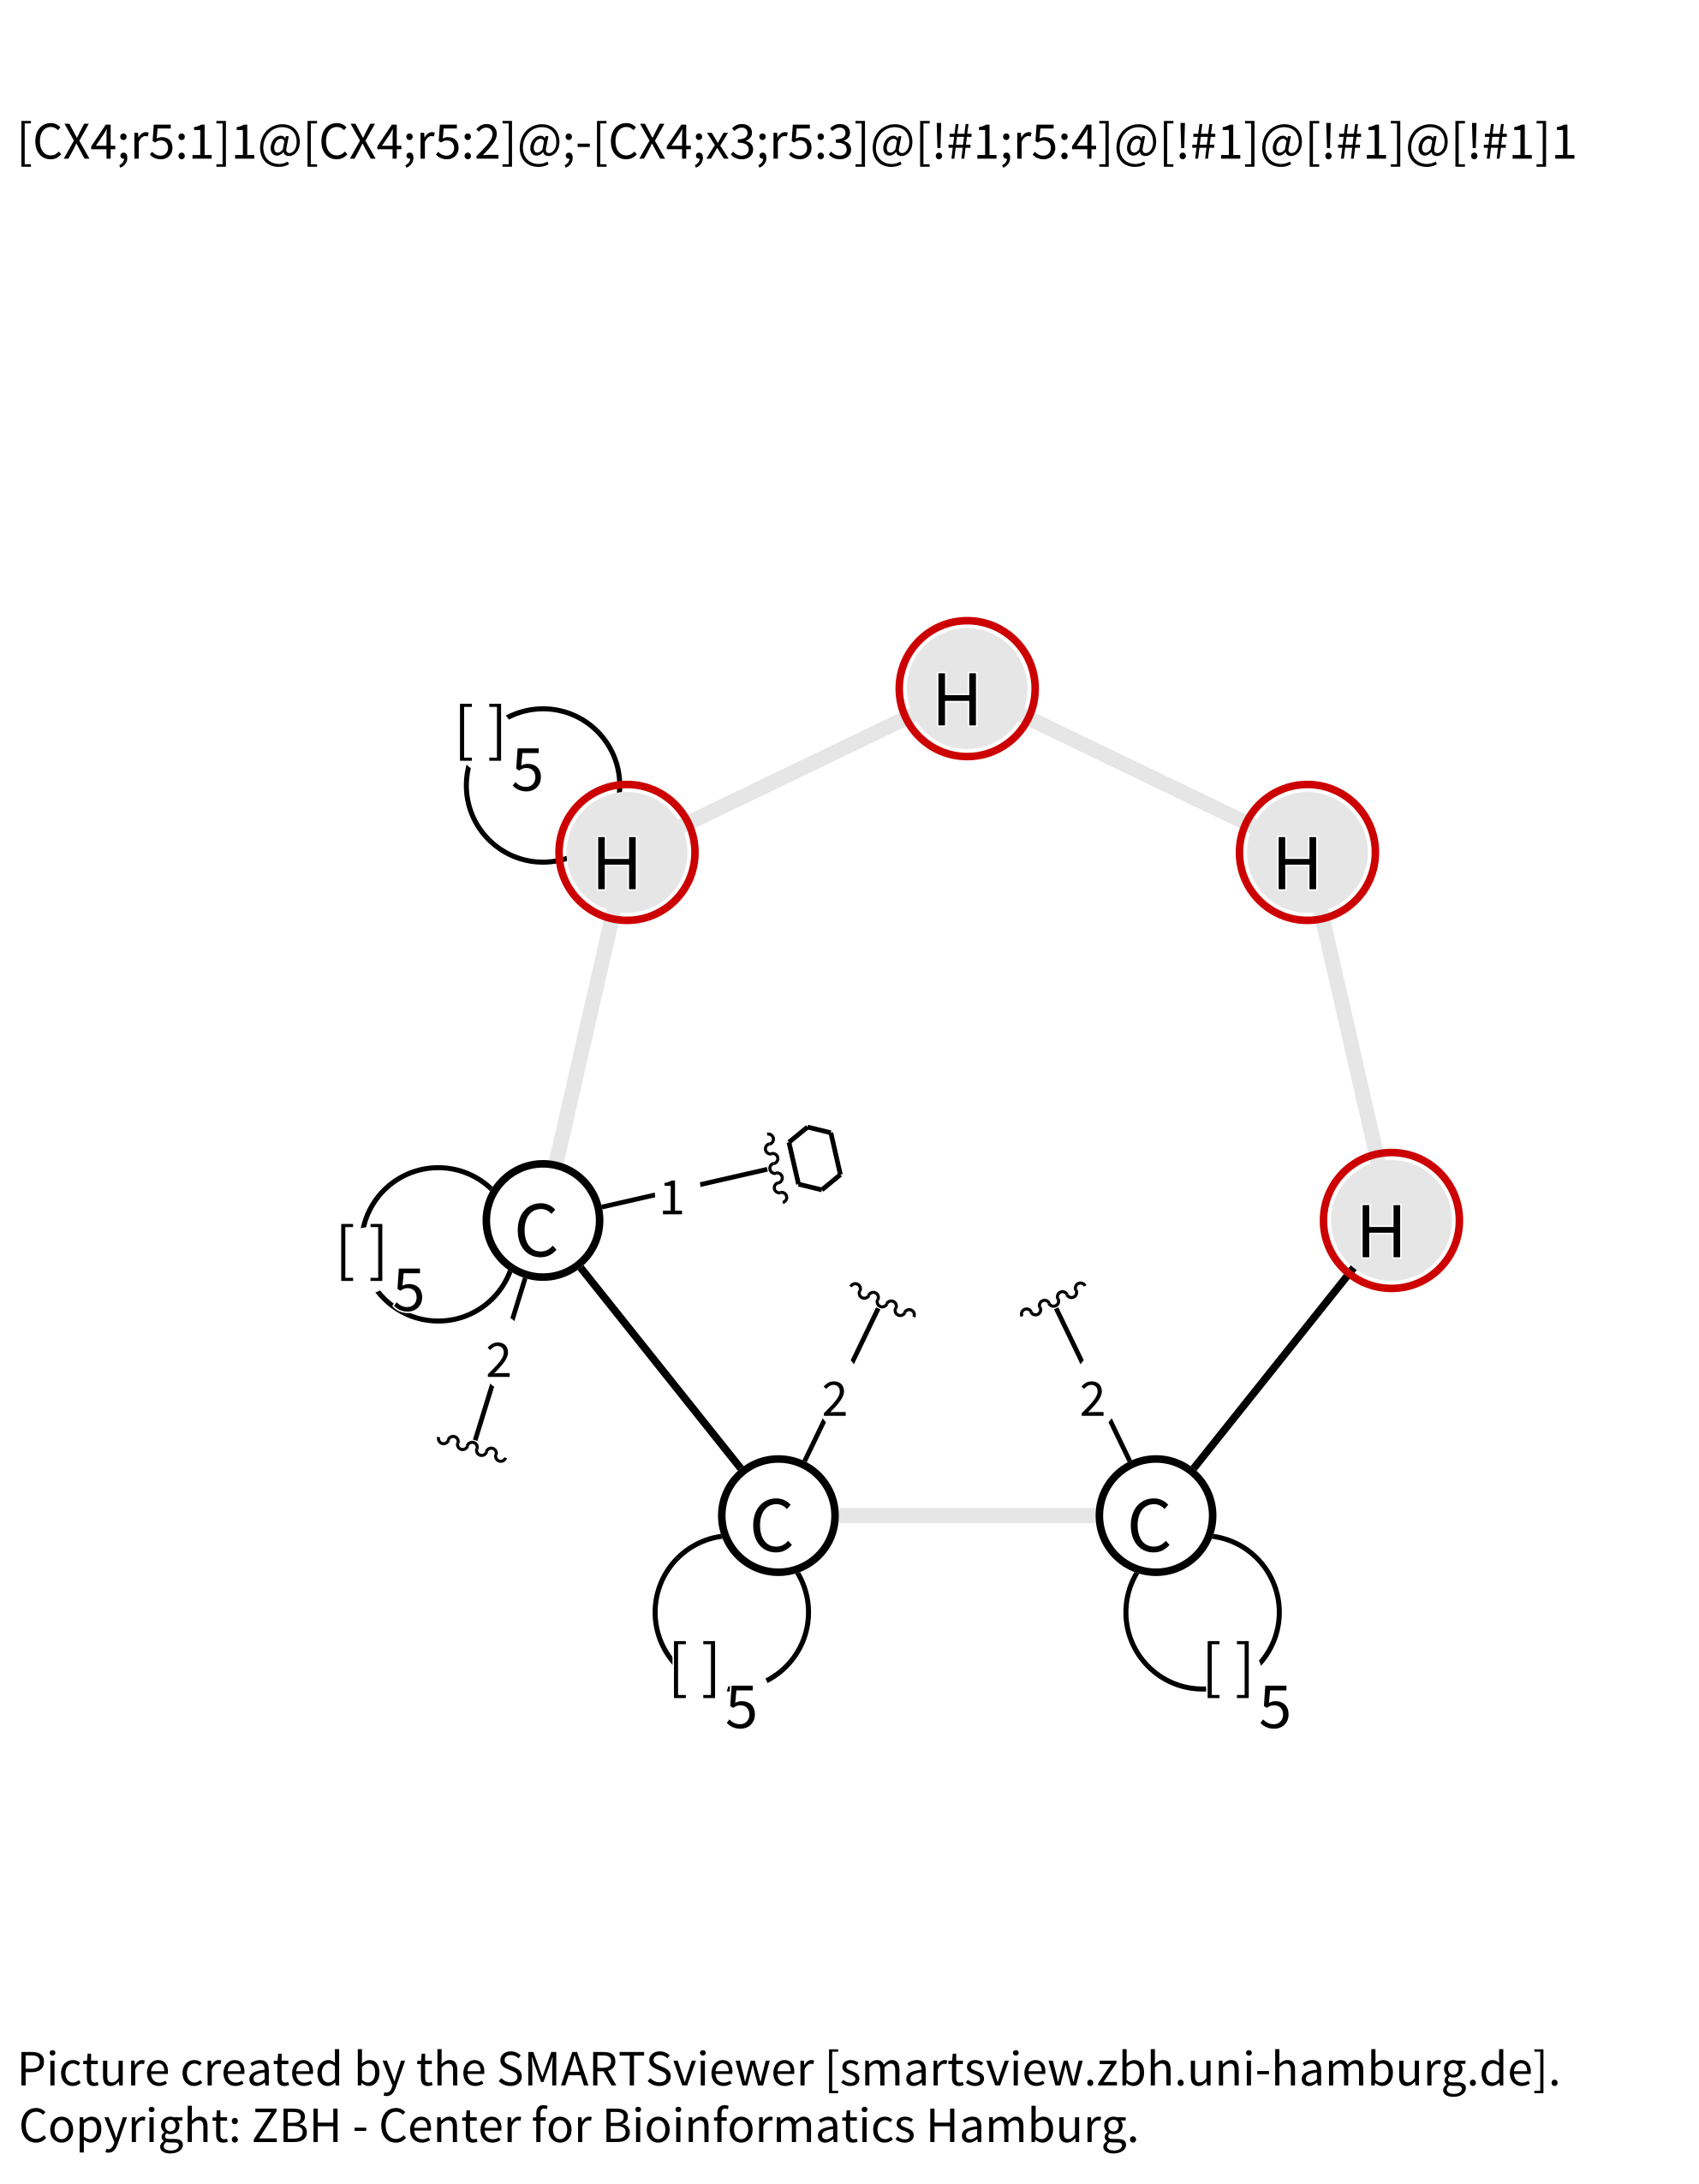 [CX4;r5:1]1@[CX4;r5:2]@;-[CX4;x3;r5:3]@[!#1;r5:4]@[!#1]@[!#1]@[!#1]1
H
[ ]5
H
H
1
C
H
[ ]5
2
2
2
C
C
[ ]5
[ ]5
Picture created by the SMARTSviewer [smartsview.zbh.uni-hamburg.de].
Copyright: ZBH - Center for Bioinformatics Hamburg.